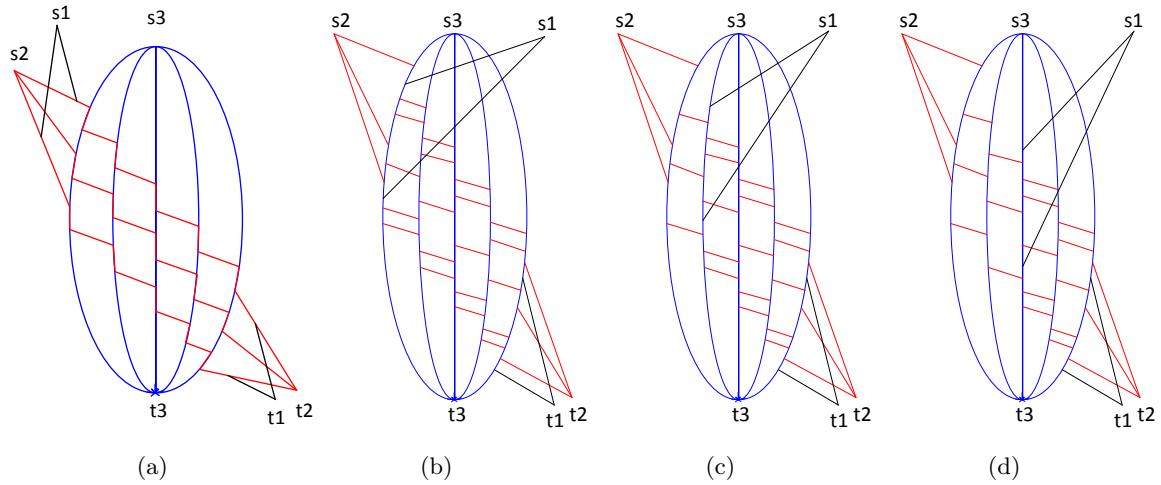 s1 s3 s3 s1 s3 s1 s3 s1
s2 s2 s2 s2
t3 t1 t2 t3 t1 t2 t3 t1 t2 t3 t1 t2
(a) (b) (c) (d)